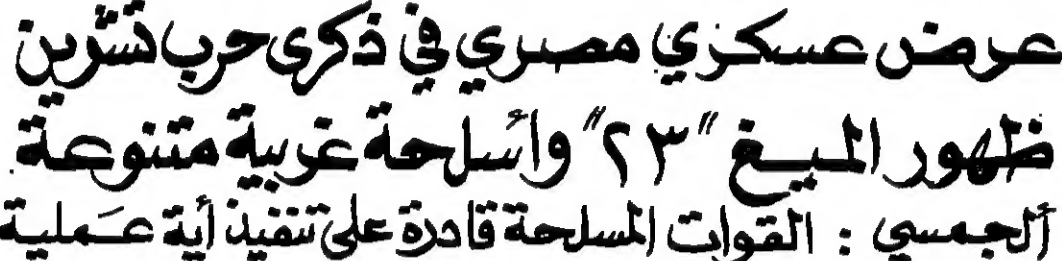 عرض عسكري مصري في ذكرى حرب تشرين
ظهور الميغ "٢٣" وأسلحة غربية متنوعة
ألجمسي : القوات المسلحة قادرة على تنفيذ أية عملية